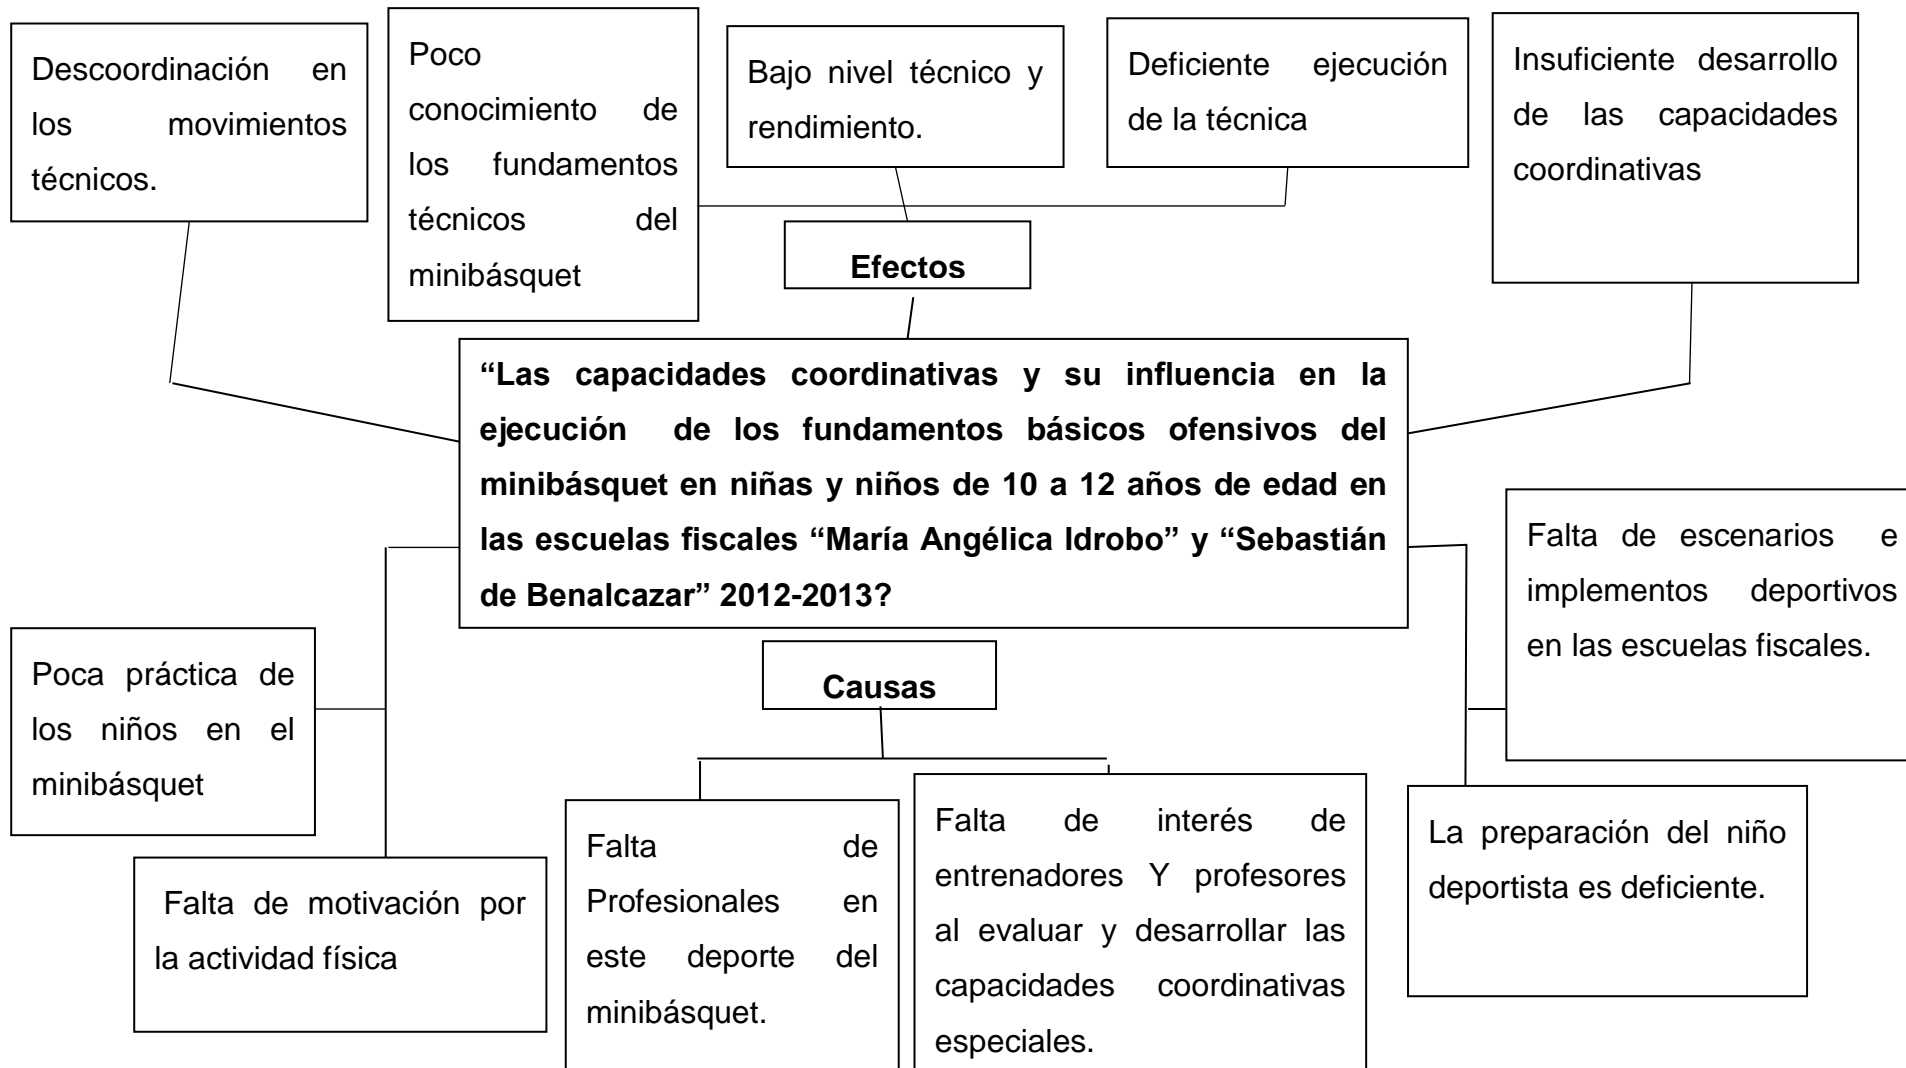 Descoordinación en
los movimientos
técnicos.
Poco
conocimiento de
los fundamentos
técnicos del
minibásquet
Bajo nivel técnico y
rendimiento.
Deficiente ejecución
de la técnica
Insuficiente desarrollo
de las capacidades
coordinativas
Efectos
“Las capacidades coordinativas y su influencia en la
ejecución de los fundamentos básicos ofensivos del
minibásquet en niñas y niños de 10 a 12 años de edad en
las escuelas fiscales “María Angélica Idrobo” y “Sebastián
de Benalcazar” 2012-2013?
Falta de escenarios e
implementos deportivos
en las escuelas fiscales.
Poca práctica de
los niños en el
minibásquet
Causas
Falta de motivación por
la actividad física
Falta de
Profesionales en
este deporte del
minibásquet.
Falta de interés de
entrenadores Y profesores
al evaluar y desarrollar las
capacidades coordinativas
especiales.
La preparación del niño
deportista es deficiente.